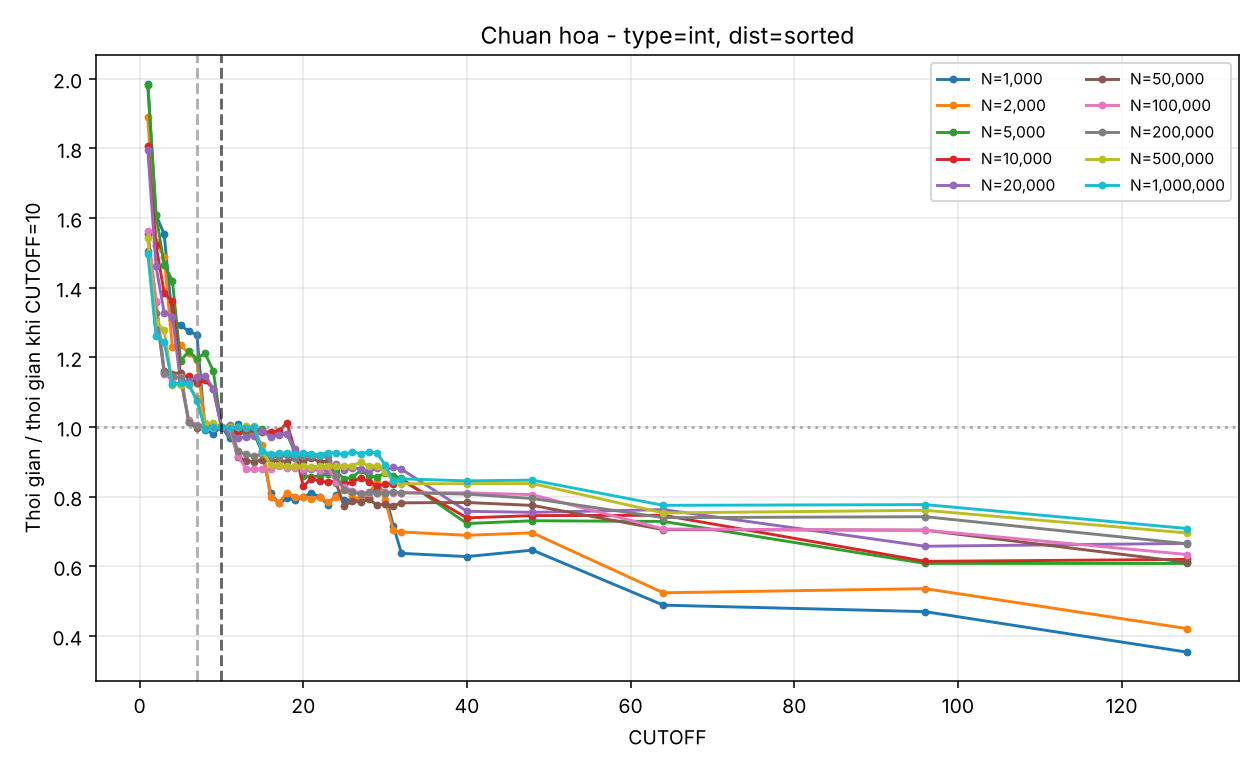 Chuan hoa - type=int, dist=sorted
Thoi gian / thoi gian khi CUTOFF=10
2.0
1.8
1.6
1.4
1.2
1.0
0.8
0.6
0.4
N=1,000
N=2,000
N=5,000
N=10,000
N=20,000
N=50,000
N=100,000
N=200,000
N=500,000
N=1,000,000
0 20 40 60 80 100 120
CUTOFF